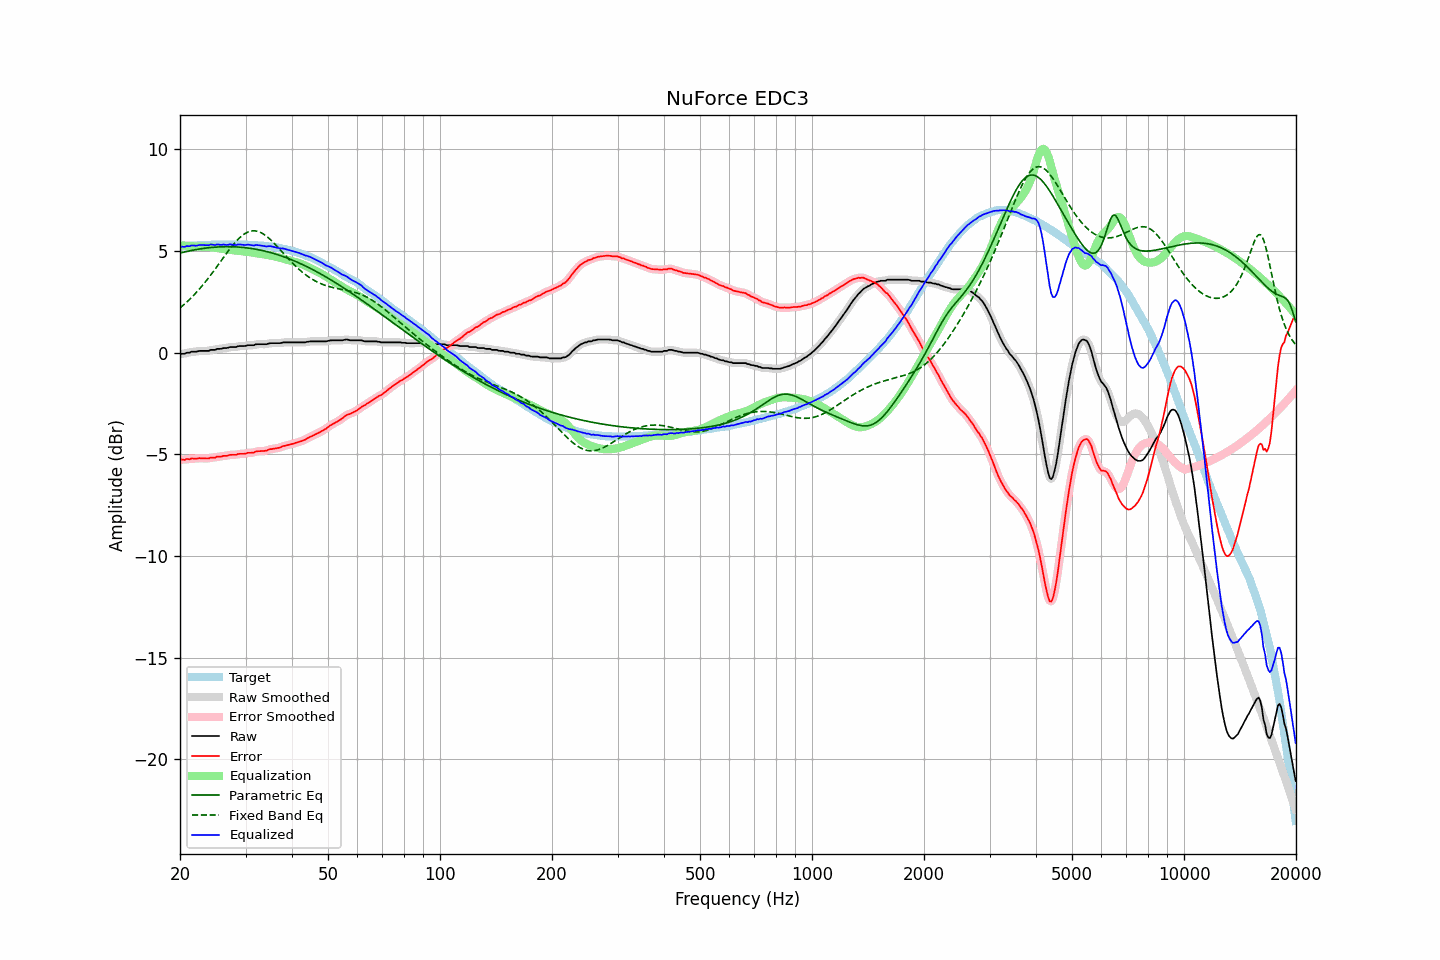 NuForce EDC3
Amplitude (dBr)
10
5
0
−5
−10
−15
−20
Target
Raw Smoothed
Error Smoothed
Raw
Error
Equalization
Parametric Eq
Fixed Band Eq
Equalized
20 50 100 200 500 1000 2000 5000 10000 20000
Frequency (Hz)